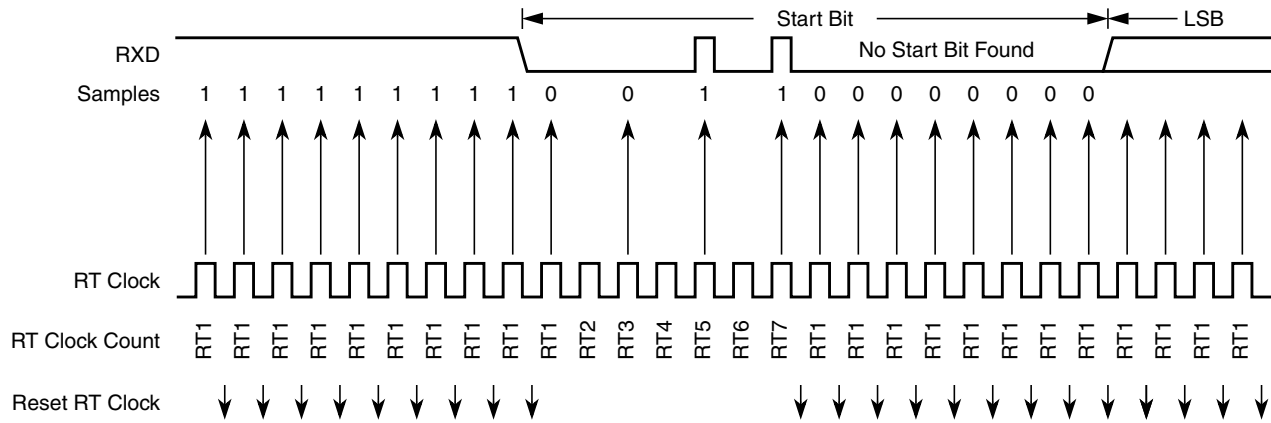 Start Bit LSB
RXD No Start Bit Found
Samples 1 1 1 1 1 1 1 1 1 0 0 1 1 0 0 0 0 0 0 0 0
RT Clock
RT Clock Count RT1 RT1 RT1 RT1 RT1 RT1 RT1 RT1 RT1 RT1 RT2 RT3 RT4 RT5 RT6 RT7 RT1 RT1 RT1 RT1 RT1 RT1 RT1 RT1 RT1 RT1 RT1 RT1
Reset RT Clock